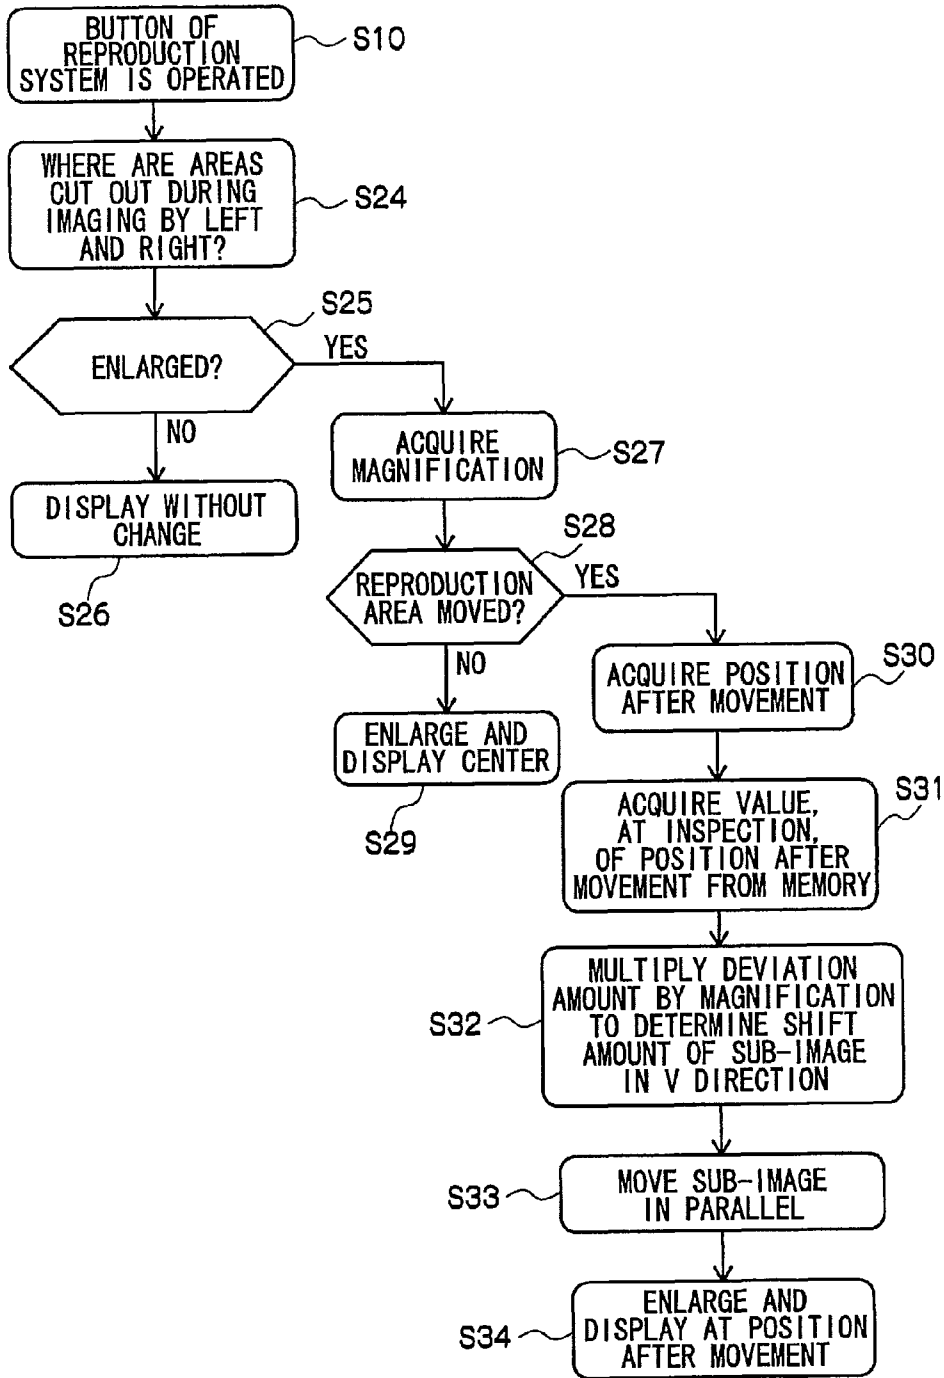 BUTTON OF
REPRODUCTION
SYSTEM IS OPERATED
S10
WHERE ARE AREAS
CUT OUT DURING
IMAGING BY LEFT
AND RIGHT?
S24
S25
ENLARGED?
YES
NO
DISPLAY WITHOUT
CHANGE
S26
ACQUIRE
MAGNIFICATION
S27
S28
REPRODUCTION
AREA MOVED?
YES
NO
ENLARGE AND
DISPLAY CENTER
S29
ACQUIRE POSITION
AFTER MOVEMENT
S30
ACQUIRE VALUE,
AT INSPECTION,
OF POSITION AFTER
MOVEMENT FROM MEMORY
S31
MULTIPLY DEVIATION
AMOUNT BY MAGNIFICATION
TO DETERMINE SHIFT
AMOUNT OF SUB-IMAGE
IN V DIRECTION
S32
MOVE SUB-IMAGE
IN PARALLEL
S33
ENLARGE AND
DISPLAY AT POSITION
AFTER MOVEMENT
S34